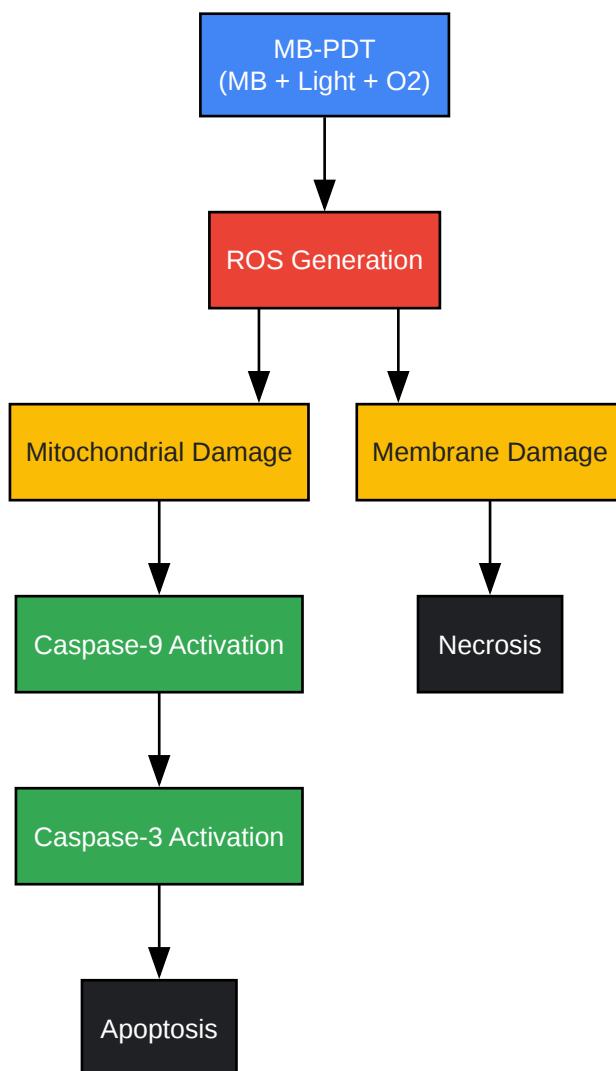 MB-PDT
(MB + Light + O2)
ROS Generation
Mitochondrial Damage
Membrane Damage
Caspase-9 Activation
Necrosis
Caspase-3 Activation
Apoptosis